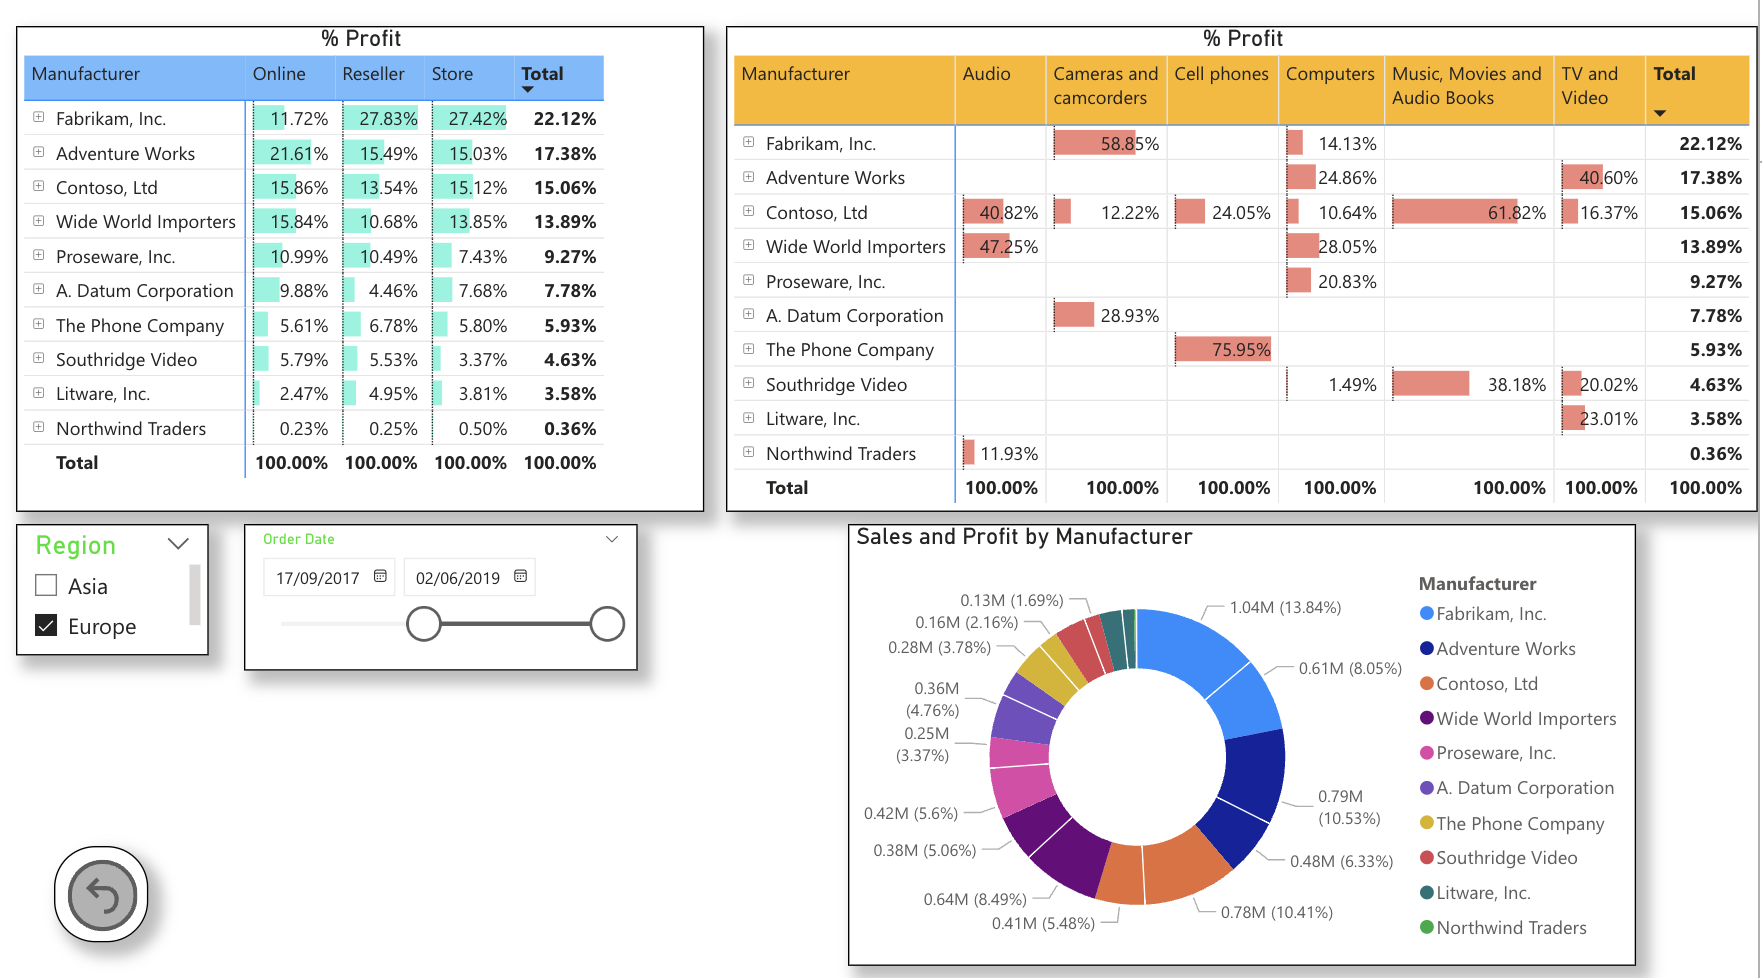 % Profit
Manufacturer Online Reseller Store Total
Fabrikam, Inc. 11.72% 27.83% 27.42% 22.12%
Adventure Works 21.61% 15.49% 15.03% 17.38%
Contoso, Ltd 15.86% 13.54% 15.12% 15.06%
Wide World Importers 15.84% 10.68% 13.85% 13.89%
Proseware, Inc. 10.99% 10.49% 7.43% 9.27%
A. Datum Corporation 9.88% 4.46% 7.68% 7.78%
The Phone Company 5.61% 6.78% 5.80% 5.93%
Southridge Video 5.79% 5.53% 3.37% 4.63%
Litware, Inc. 2.47% 4.95% 3.81% 3.58%
Northwind Traders 0.23% 0.25% 0.50% 0.36%
Total 100.00% 100.00% 100.00% 100.00%
% Profit
Manufacturer Audio Cameras and Cell phones Computers Music, Movies and TV and Total
camcorders Audio Books Video
Fabrikam, Inc. 58.85% 14.13% 22.12%
Adventure Works 24.86% 40.60% 17.38%
Contoso, Ltd 40.82% 12.22% 24.05% 10.64% 61.82% 16.37% 15.06%
Wide World Importers 47.25% 28.05% 13.89%
Proseware, Inc. 20.83% 9.27%
A. Datum Corporation 28.93% 7.78%
The Phone Company 75.95% 5.93%
Southridge Video 1.49% 38.18% 20.02% 4.63%
Litware, Inc. 23.01% 3.58%
Northwind Traders 11.93% 0.36%
Total 100.00% 100.00% 100.00% 100.00% 100.00% 100.00% 100.00%
Region
Asia
Europe
Order Date
17/09/2017 02/06/2019
Sales and Profit by Manufacturer
1.04M (13.84%)
0.61M (8.05%)
0.79M
(10.53%)
0.48M (6.33%)
0.78M (10.41%)
0.41M (5.48%)
0.64M (8.49%)
0.38M (5.06%)
0.42M (5.6%)
0.25M
(3.37%)
0.36M
(4.76%)
0.28M (3.78%)
0.16M (2.16%)
0.13M (1.69%)
Manufacturer
Fabrikam, Inc.
Adventure Works
Contoso, Ltd
Wide World Importers
Proseware, Inc.
A. Datum Corporation
The Phone Company
Southridge Video
Litware, Inc.
Northwind Traders